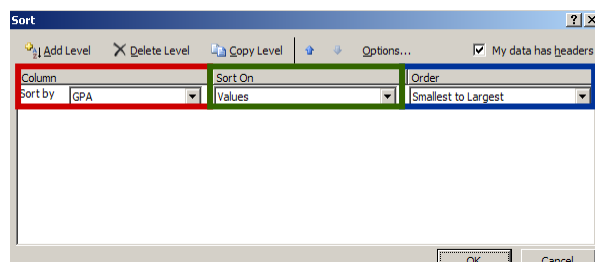 Sort
Add Level Delete Level Copy Level Options... My data has headers
Column Sort On Order
Sort by GPA Values Smallest to Largest
OK Cancel